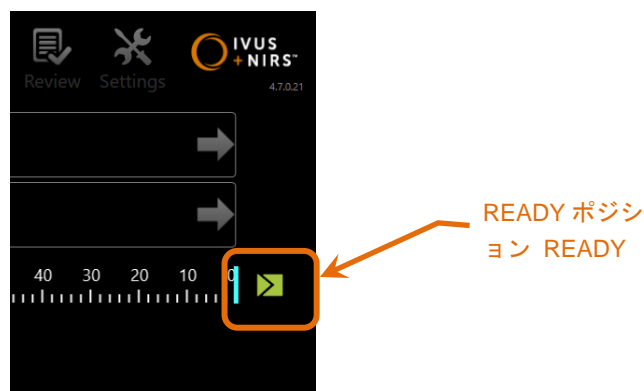 IVUS
+NIRS™
Review Settings
4.7.0.21
40 30 20 10 0
READY ポジシ
ョン READY